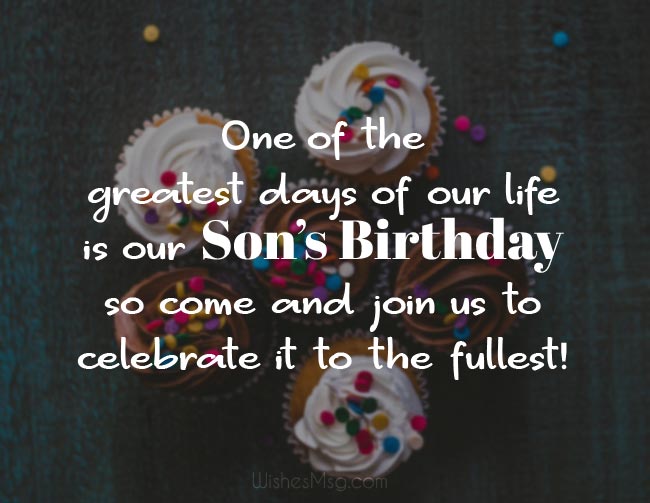 One of the
greatest days of our life
is our Son's Birthday
so come and join us to
celebrate it to the fullest!
WishesMsg.com